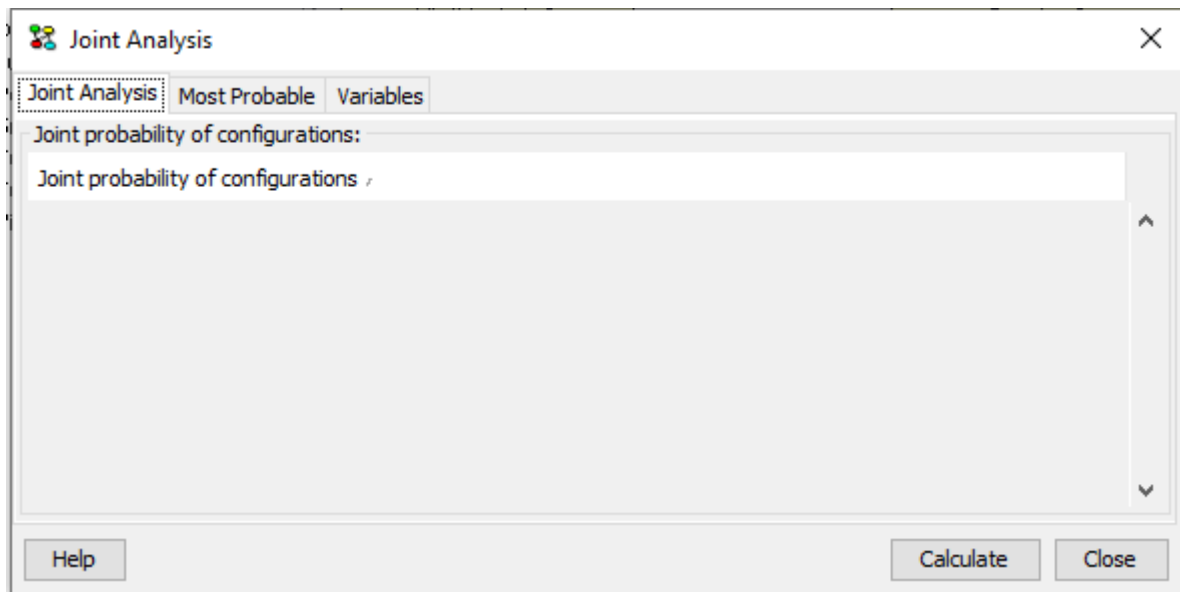 Joint Analysis
Joint Analysis Most Probable Variables
Joint probability of configurations:
Joint probability of configurations
Help Calculate Close